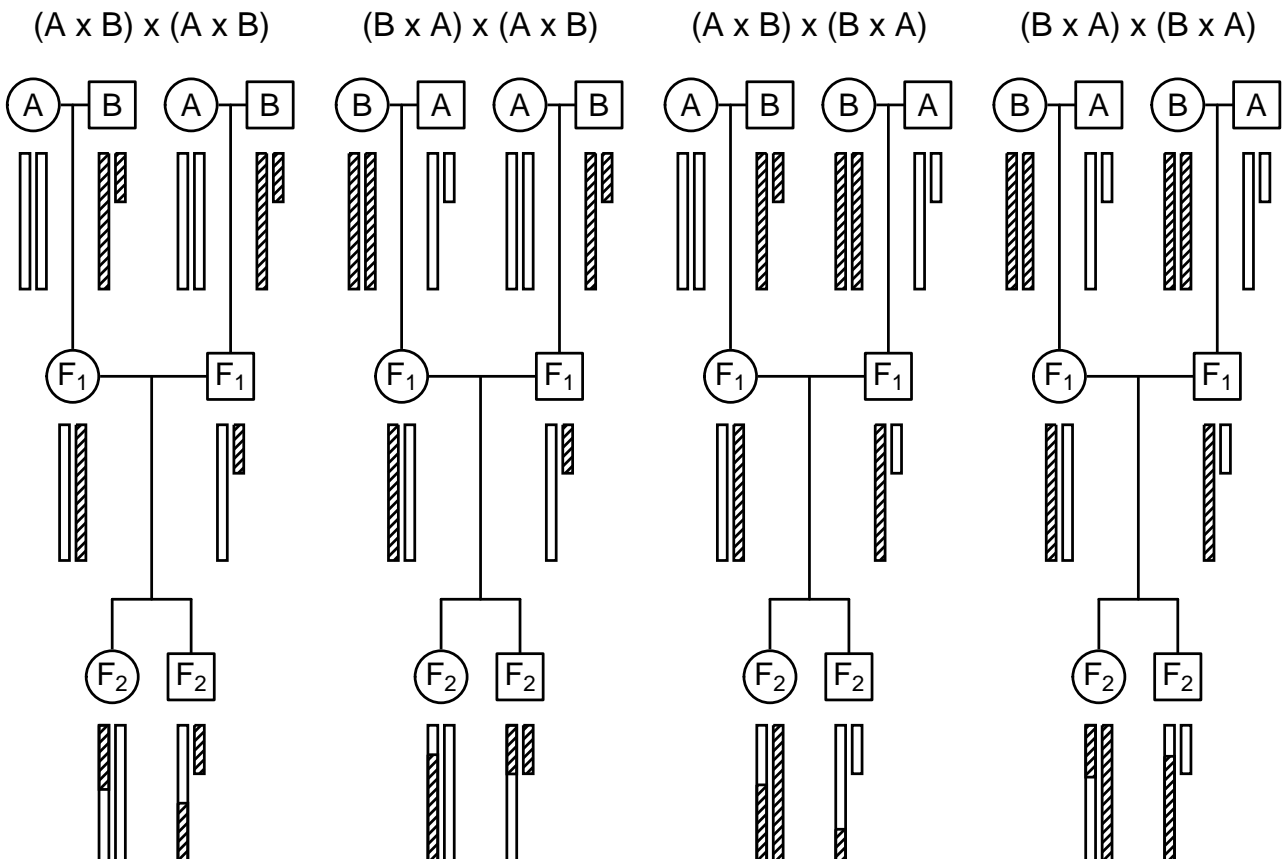 (A x B) x (A x B) (B x A) x (A x B) (A x B) x (B x A) (B x A) x (B x A)
A B A B B A A B A B B A B A B A
F1 F1 F1 F1 F1 F1 F1 F1
F2 F2 F2 F2 F2 F2 F2 F2